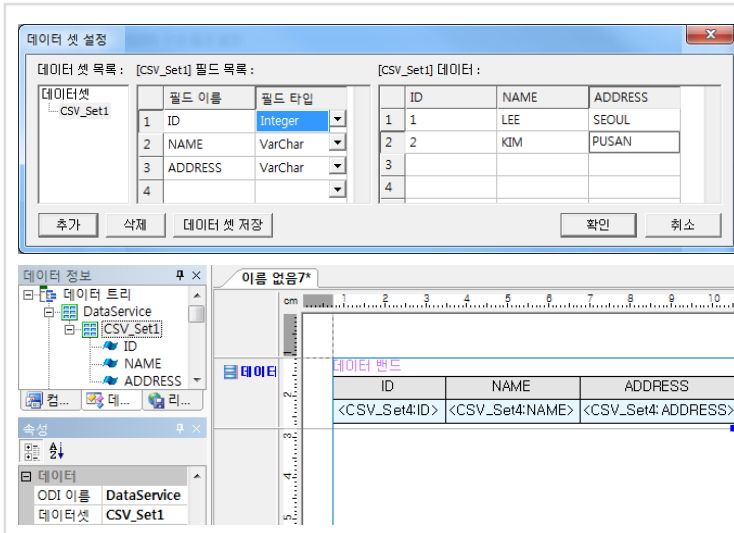 데이터 셋 설정
데이터 셋 목록 : [CSV_Set1] 필드 목록 : [CSV_Set1] 데이터 :
데이터셋
CSV_Set1
필드 이름 필드 타입
1 ID Integer
2 NAME VarChar
3 ADDRESS VarChar
4
ID NAME ADDRESS
1 1 LEE SEOUL
2 2 KIM PUSAN
3
4
추가 삭제 데이터 셋 저장 확인 취소
데이터 정보
데이터 트리
DataService
CSV_Set1
ID
NAME
ADDRESS
컴... 데... 리...
속성
데이터
ODI 이름 DataService
데이터셋 CSV_Set1
이름 없음7*
cm 1 2 3 4 5 6 7 8 9 10
데이터
2
3
4
5
데이터 밴드
ID NAME ADDRESS
<CSV_Set4:ID> <CSV_Set4:NAME> <CSV_Set4:ADDRESS>